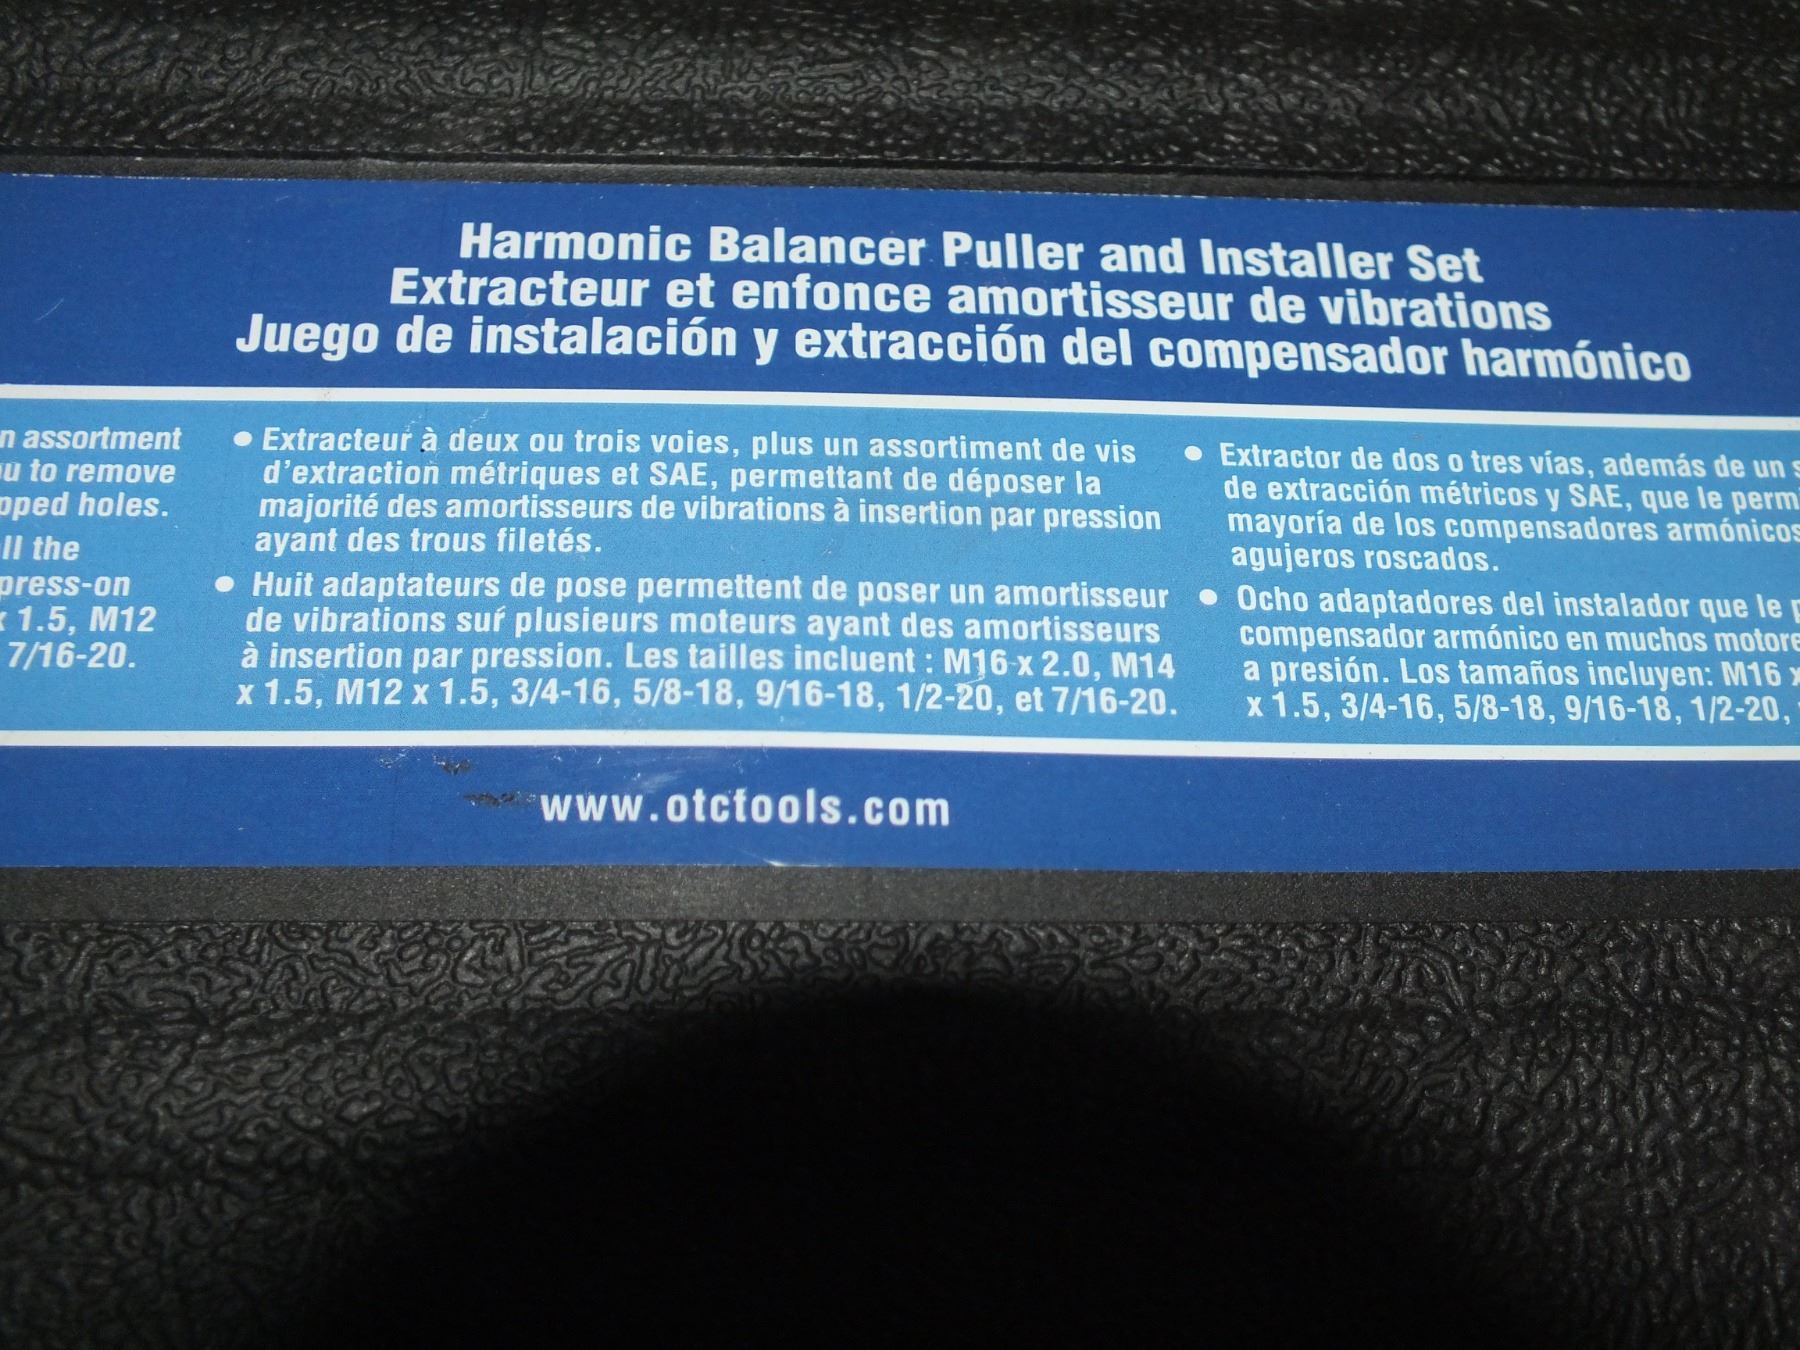 Harmonic Balancer Puller and Installer Set
Extracteur et enfonce amortisseur de vibrations
Juego de instalación y extracción del compensador harmónico
assortment
to remove
holes.
the
press-on
1.5, M12
7/16-20.
● Extracteur à deux ou trois voies, plus un assortiment de vis
d'extraction métriques et SAE, permettant de déposer la
majorité des amortisseurs de vibrations à insertion par pression
ayant des trous filetés.
● Huit adaptateurs de pose permettent de poser un amortisseur
de vibrations sur plusieurs moteurs ayant des amortisseurs
à insertion par pression. Les tailles incluent : M16 x 2.0, M14
x 1.5, M12 x 1.5, 3/4-16, 5/8-18, 9/16-18, 1/2-20, et 7/16-20.
● Extractor de dos o tres vías, además de un
de extracción métricos y SAE, que le
mayoría de los compensadores armónicos
agujeros roscados.
● Ocho adaptadores del instalador que le
compensador armónico en muchos
a presión. Los tamaños incluyen: M16
x 1.5, 3/4-16, 5/8-18, 9/16-18, 1/2-20,
www.otctools.com